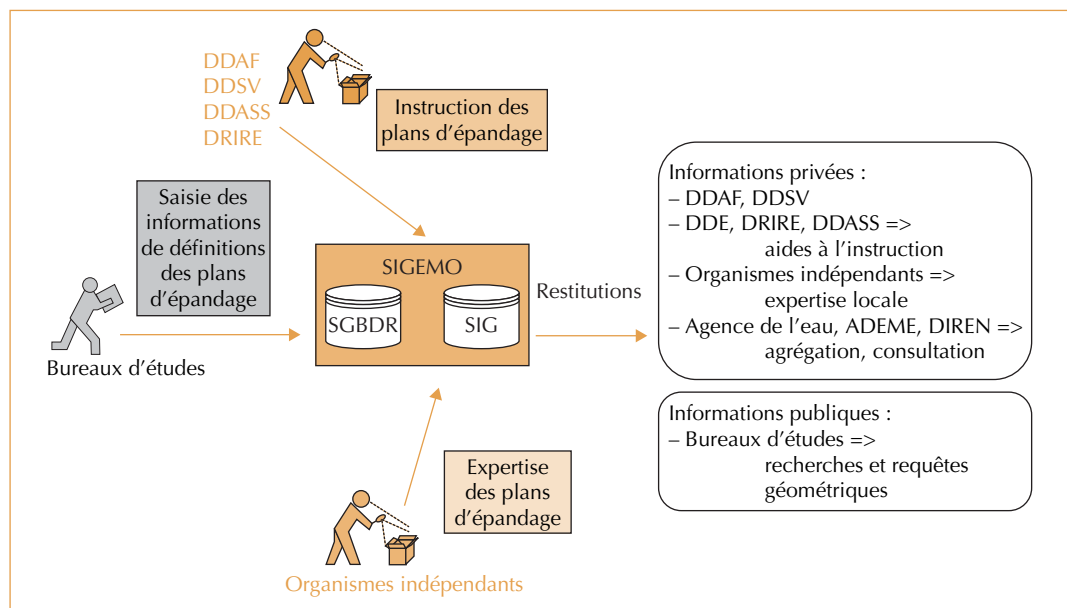 DDAF
DDSV
DDASS
DRIRE
Instruction des
plans d'épandage
Saisie des
informations
de définitions
des plans
d'épandage
Bureaux d'études
SIGEMO
SGBDR
SIG
Restitutions
Informations privées :
– DDAF, DDSV
– DDE, DRIRE, DDASS =>
aides à l'instruction
– Organismes indépendants =>
expertise locale
– Agence de l'eau, ADEME, DIREN =>
agrégation, consultation
Informations publiques :
– Bureaux d'études =>
recherches et requêtes
géométriques
Expertise
des plans
d'épandage
Organismes indépendants